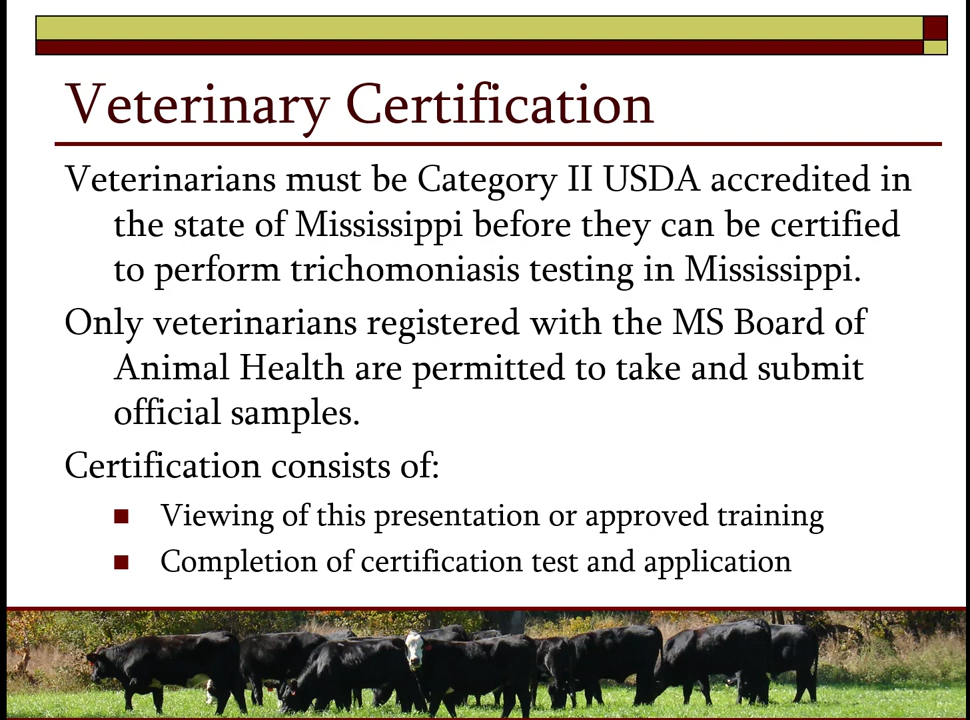 Veterinary Certification
Veterinarians must be Category II USDA accredited in
the state of Mississippi before they can be certified
to perform trichomoniasis testing in Mississippi.
Only veterinarians registered with the MS Board of
Animal Health are permitted to take and submit
official samples.
Certification consists of:
Viewing of this presentation or approved training
Completion of certification test and application